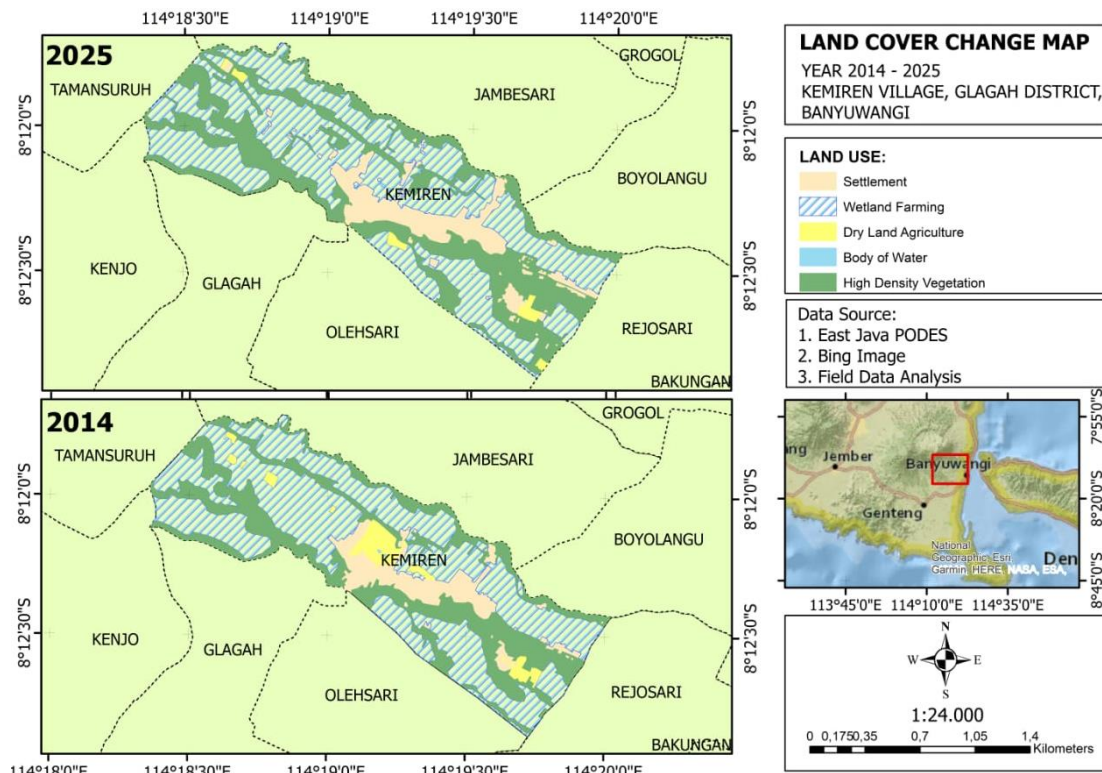 114°18'30"E 114°19'0"E 114°19'30"E 114°20'0"E
2025
GROGOL
TAMANSURUH
JAMBESARI
8°12'0"S
8°12'0"S
BOYOLANGU
KEMIREN
8°12'30"S
8°12'30"S
KENJO
GLAGAH
OLEHSARI
REJOSARI
BAKUNGAN
2014
GROGOL
TAMANSURUH
JAMBESARI
8°12'0"S
8°12'0"S
KEMIREN
BOYOLANGU
8°12'30"S
8°12'30"S
KENJO
GLAGAH
OLEHSARI
REJOSARI
BAKUNGAN
114°18'0"E 114°18'30"E 114°19'0"E 114°19'30"E 114°20'0"E
LAND COVER CHANGE MAP
YEAR 2014 - 2025
KEMIREN VILLAGE, GLAGAH DISTRICT,
BANYUWANGI
LAND USE:
Settlement
Wetland Farming
Dry Land Agriculture
Body of Water
High Density Vegetation
Data Source:
1. East Java PODES
2. Bing Image
3. Field Data Analysis
ang
Jember
Banyuwangi
Genteng
National
Geographic, Esri,
Garmin, HERE, NASA, ESA,
Den
7°55'0"S
8°20'0"S
8°45'0"S
113°45'0"E 114°10'0"E 114°35'0"E
N
W E
S
1:24.000
0 0,175 0,35 0,7 1,05 1,4
Kilometers